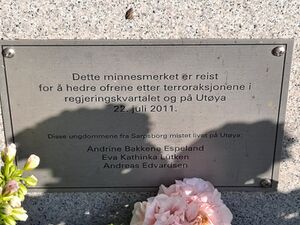 Dette minnesmerket er reist
for å hedre ofrene etter terroraksjonene i
regjeringskvartalet og på Utøya
22. juli 2011.
Disse ungdommene fra Sarpsborg mistet livet på Utøya:
Andrine Bakkene Espeland
Eva Kathinka Lütken
Andreas Edvardsen